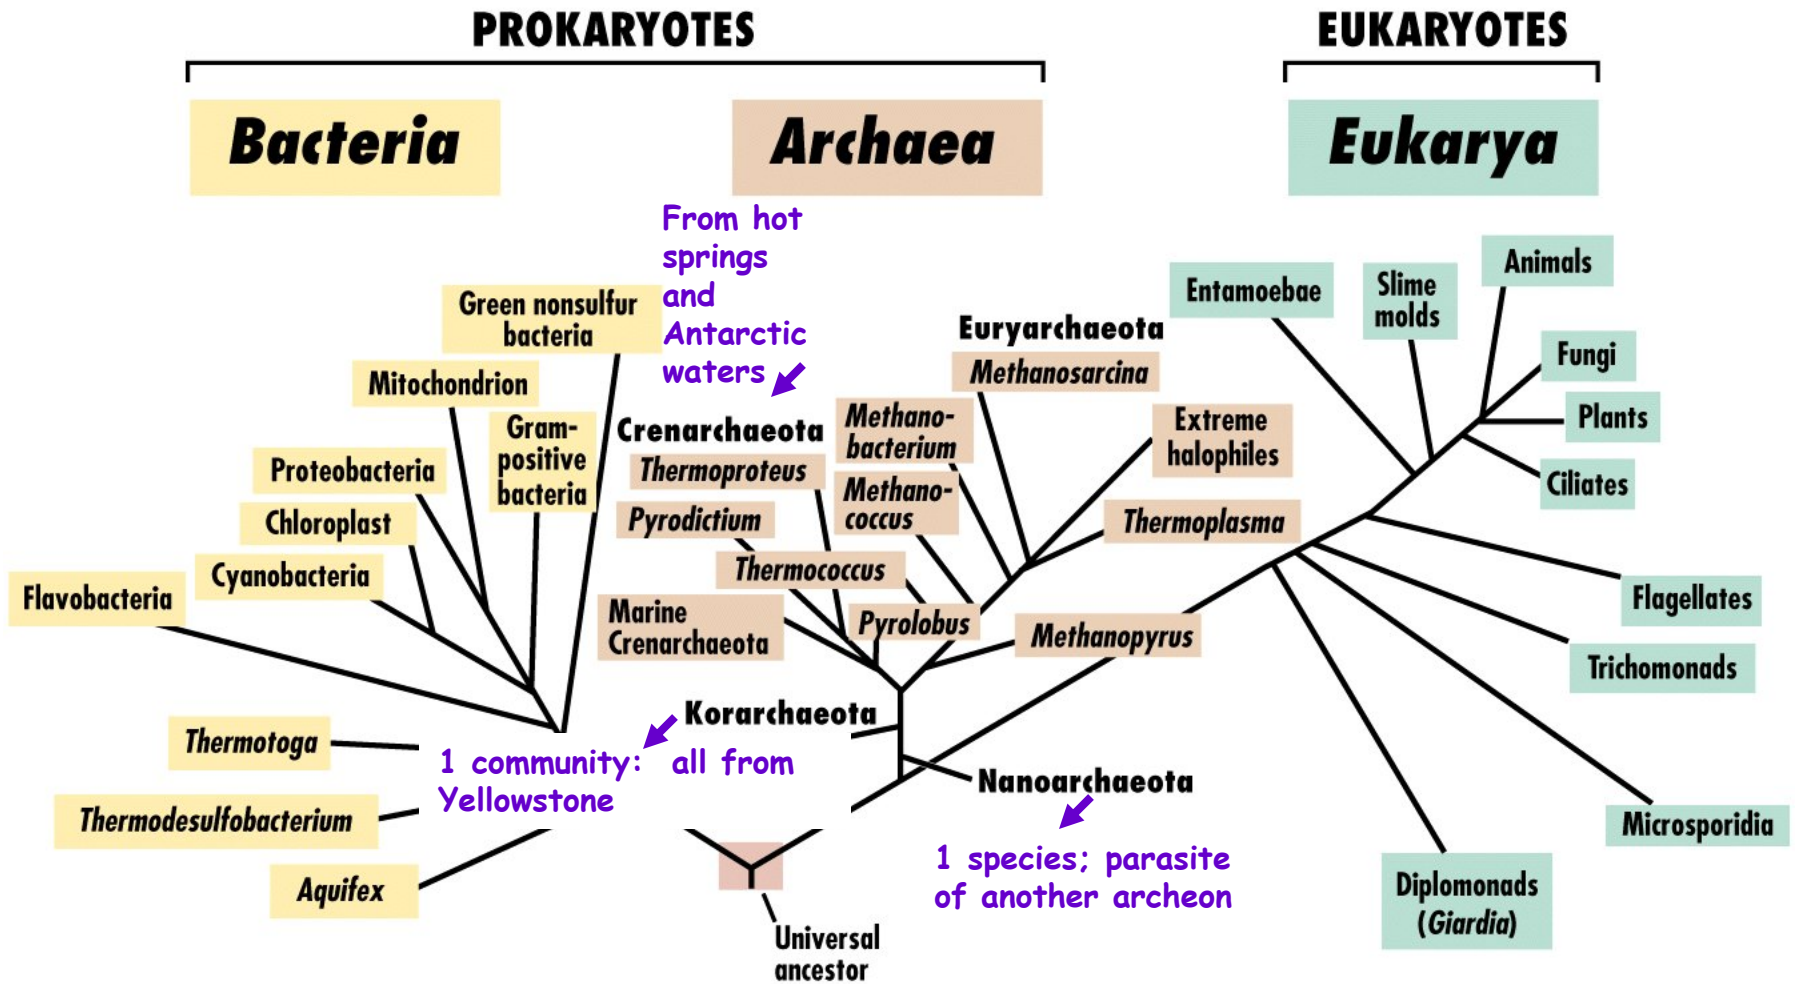 PROKARYOTES
EUKARYOTES
Bacteria
Archaea
Eukarya
From hot
springs
and
Antarctic
waters
Green nonsulfur
bacteria
Mitochondrion
Gram-
positive
bacteria
Proteobacteria
Chloroplast
Cyanobacteria
Flavobacteria
Thermotoga
Thermodesulfobacterium
Aquifex
Crenarchaeota
Thermoproteus
Pyrodictium
Thermococcus
Marine
Crenarchaeota
Pyrolobus
Methano-
bacterium
Methano-
coccus
Euryarchaeota
Methanosarcina
Extreme
halophiles
Thermoplasma
Methanopyrus
Korarchaeota
1 community: all from
Yellowstone
Nanoarchaeota
1 species; parasite
of another archeon
Universal
ancestor
Entamoebae
Slime
molds
Animals
Fungi
Plants
Ciliates
Flagellates
Trichomonads
Microsporidia
Diplomonads
(Giardia)